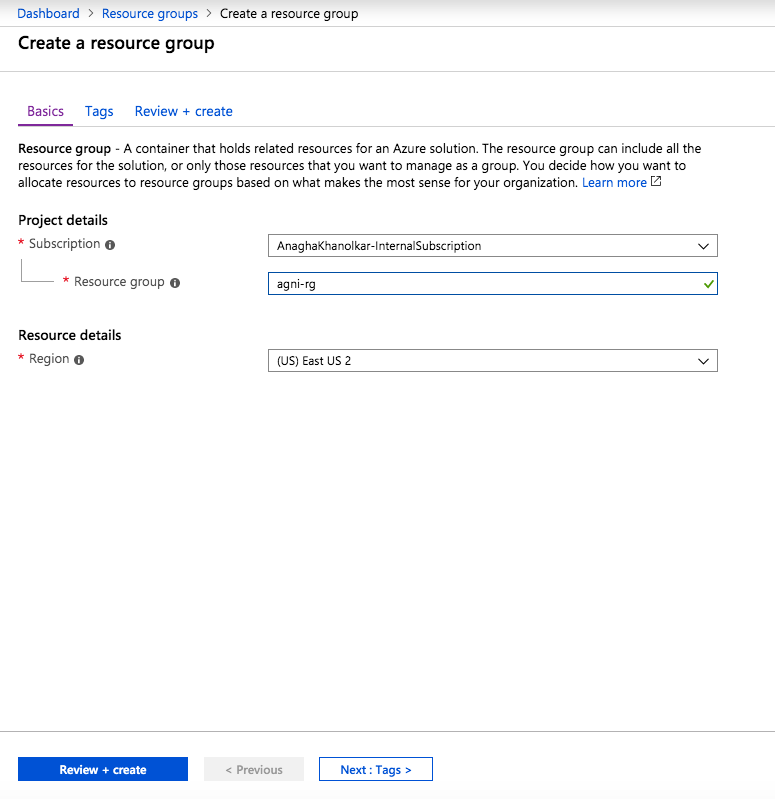 Dashboard > Resource groups > Create a resource group
Create a resource group
Basics Tags Review + create
Resource group - A container that holds related resources for an Azure solution. The resource group can include all the
resources for the solution, or only those resources that you want to manage as a group. You decide how you want to
allocate resources to resource groups based on what makes the most sense for your organization. Learn more
Project details
* Subscription AnaghaKhanolkar-InternalSubscription
* Resource group agni-rg
Resource details
* Region (US) East US 2
Review + create < Previous Next : Tags >